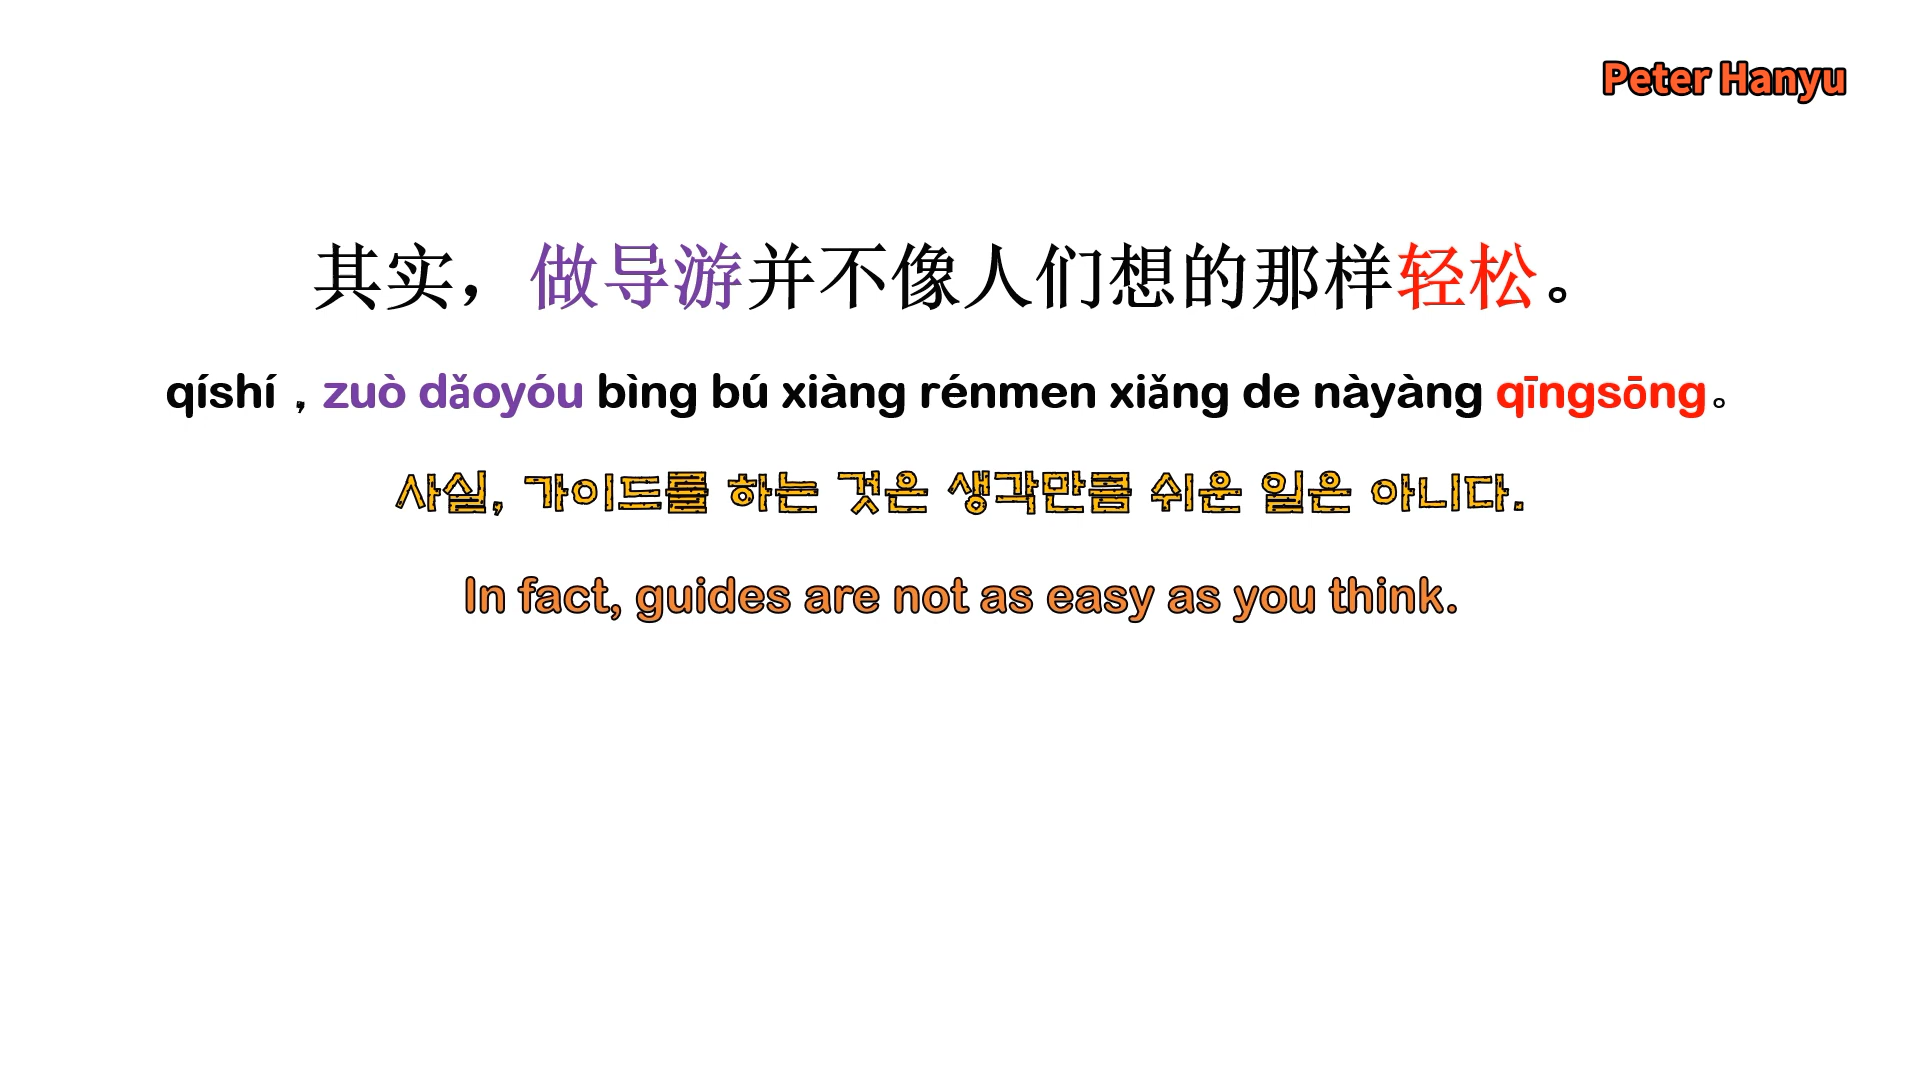 Peter Hanyu
其实，做导游并不像人们想的那样轻松。
qíshí，zuò dǎoyóu bìng bú xiàng rénmen xiǎng de nàyàng qīngsōng。
사실, 가이드를 하는 것은 생각만큼 쉬운 일은 아니다.
In fact, guides are not as easy as you think.